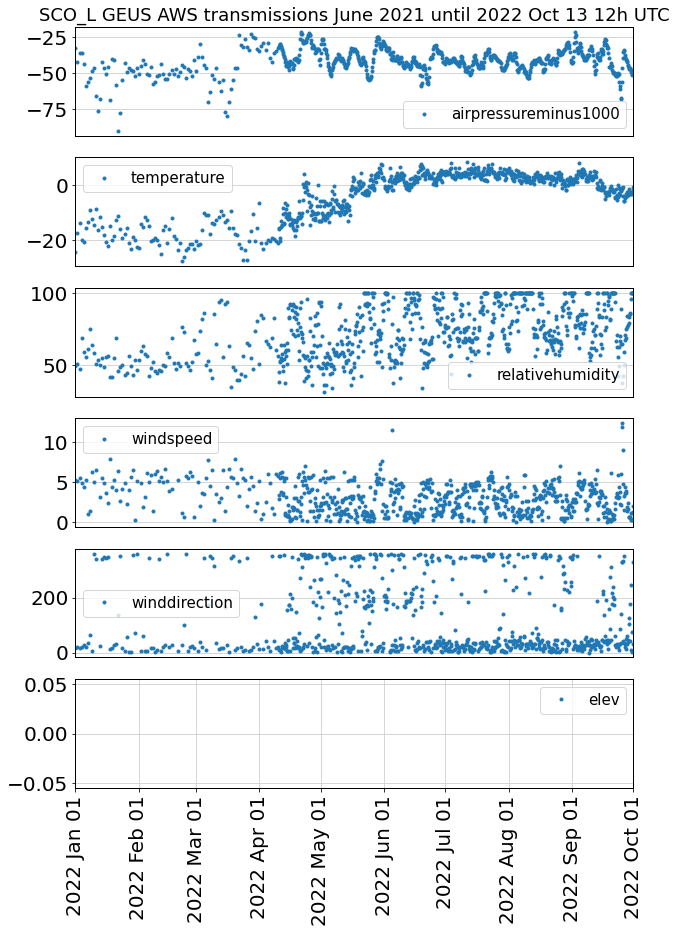 SCO_L GEUS AWS transmissions June 2021 until 2022 Oct 13 12h UTC
−25
−50
−75
airpressureminus1000
0
−20
temperature
100
50
relativehumidity
10
5
0
windspeed
200
0
winddirection
0.05
0.00
−0.05
elev
2022 Jan 01
2022 Feb 01
2022 Mar 01
2022 Apr 01
2022 May 01
2022 Jun 01
2022 Jul 01
2022 Aug 01
2022 Sep 01
2022 Oct 01